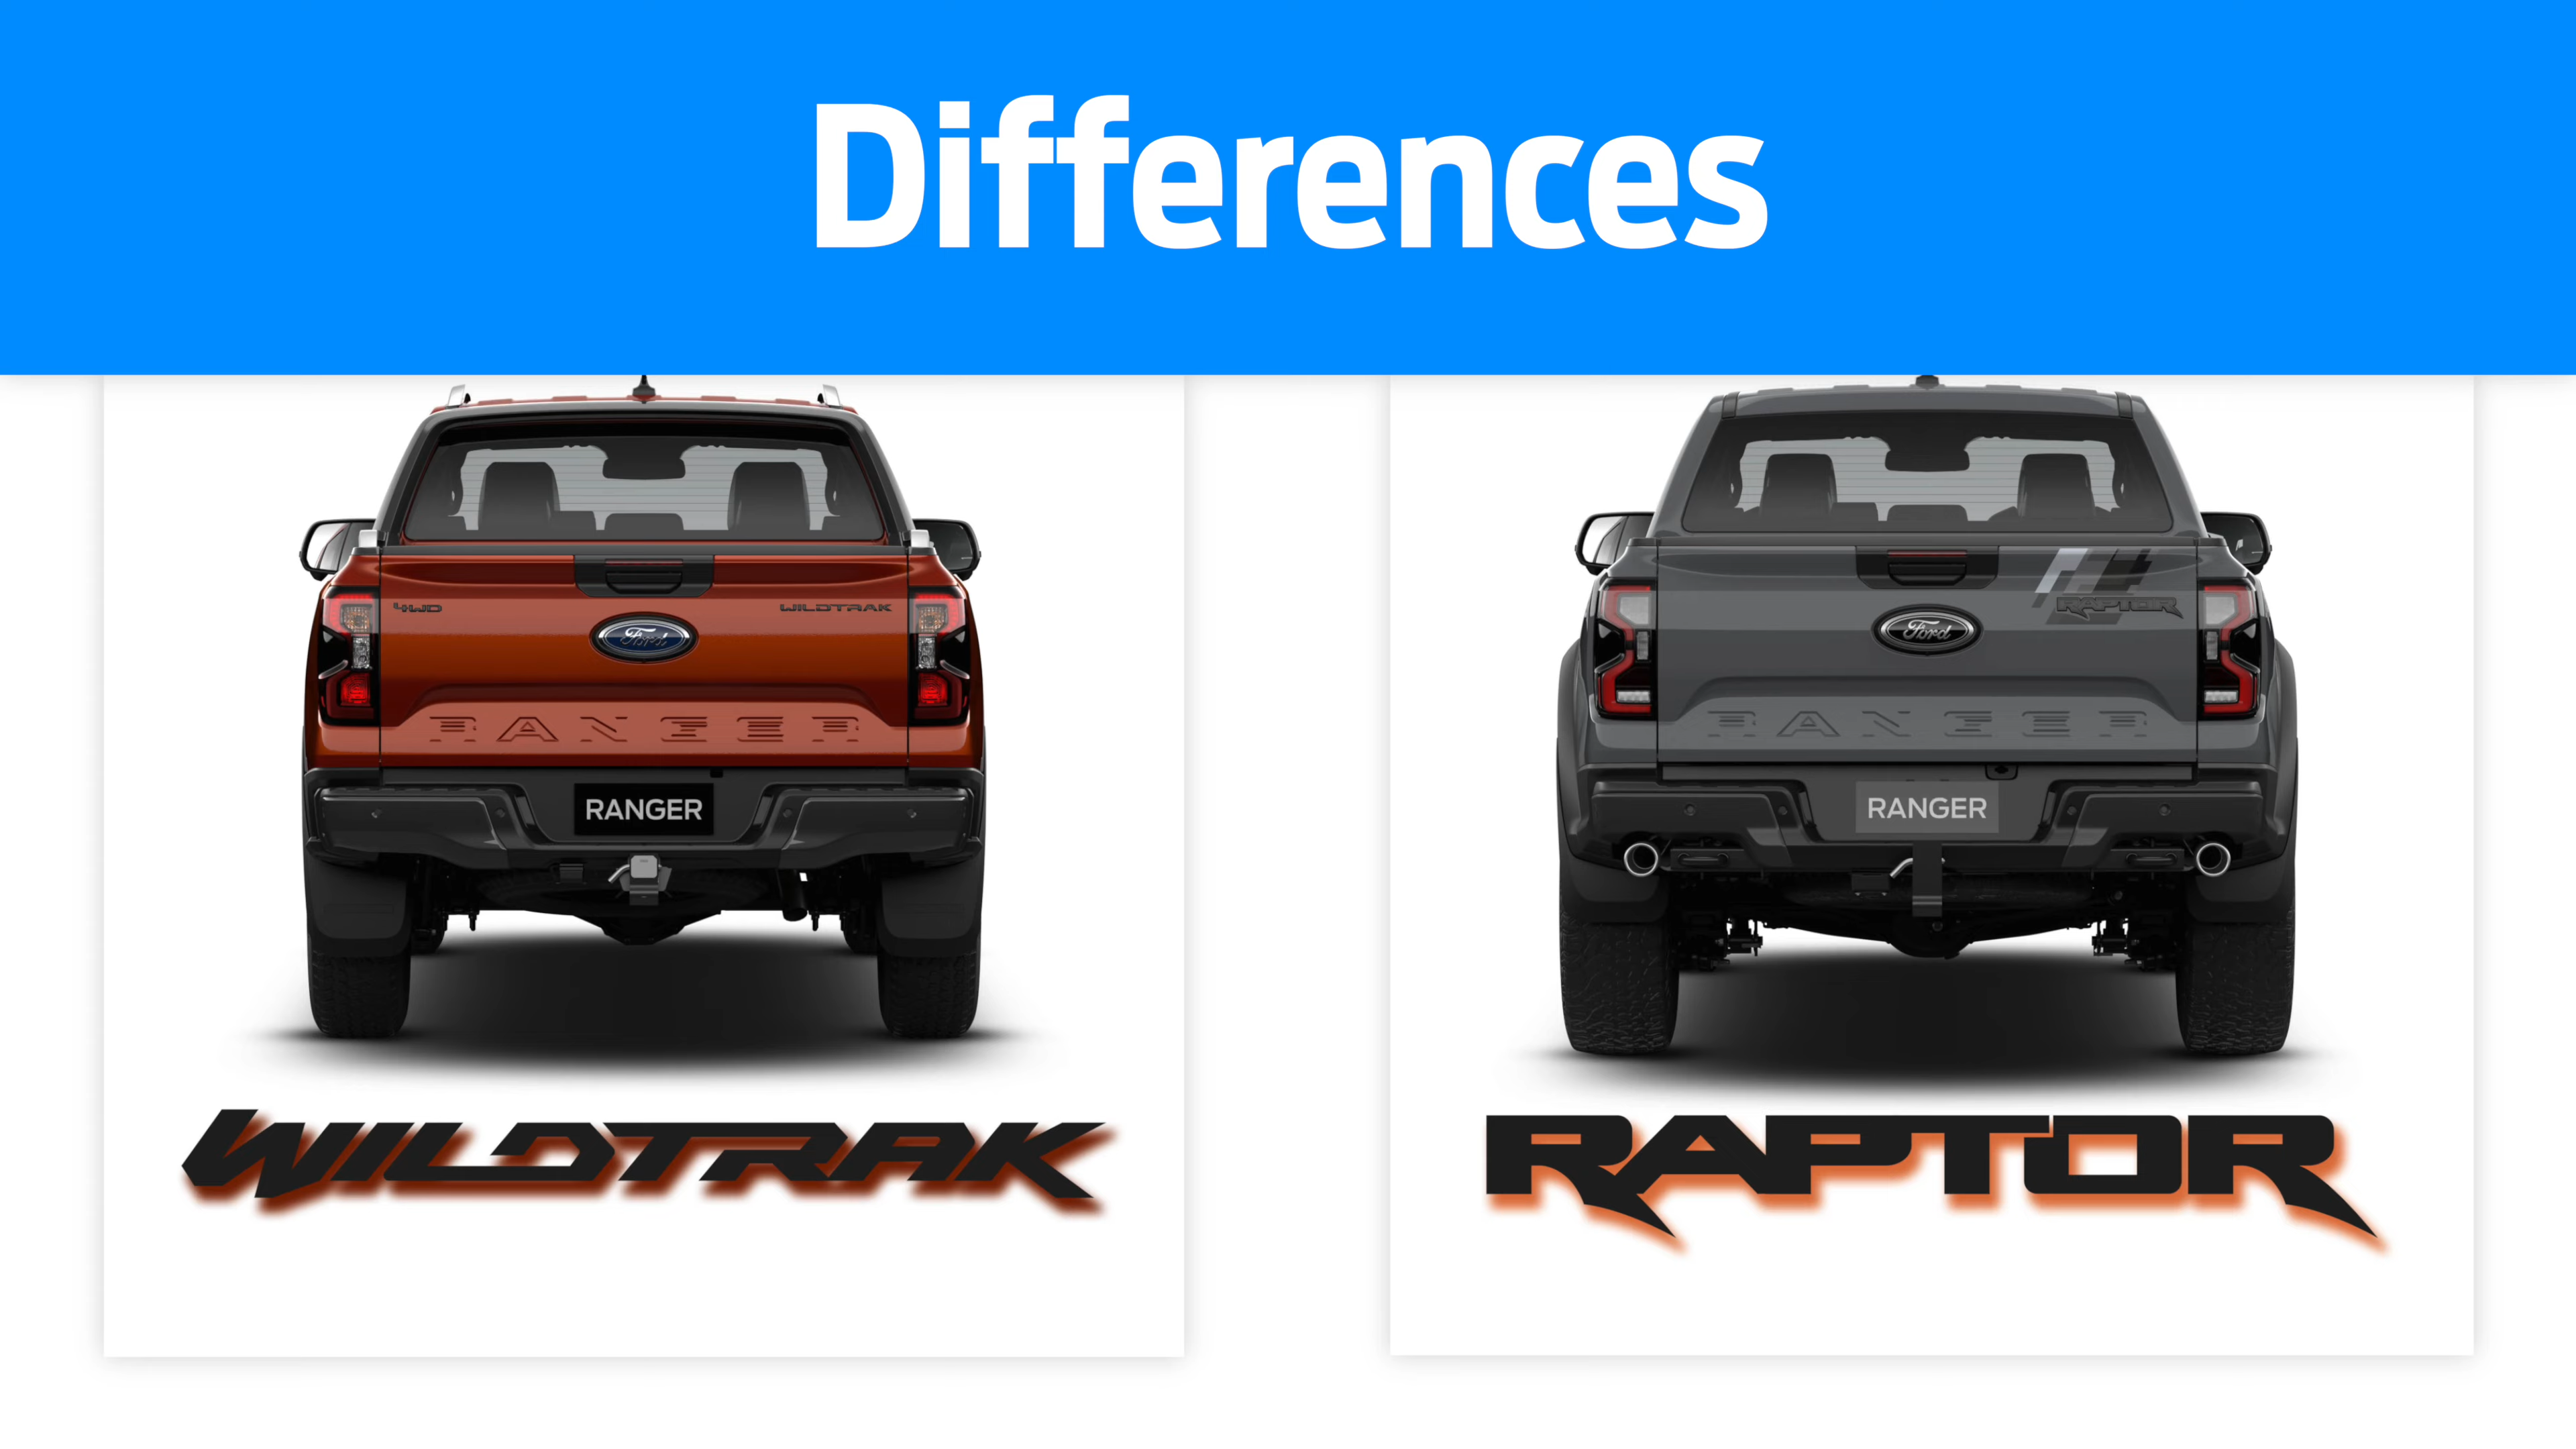 Differences
4WD
WILDTRAK
Ford
RANGER
RANGER
WILDTRAK
RAPTOR
Ford
RANGER
RANGER
RAPTOR